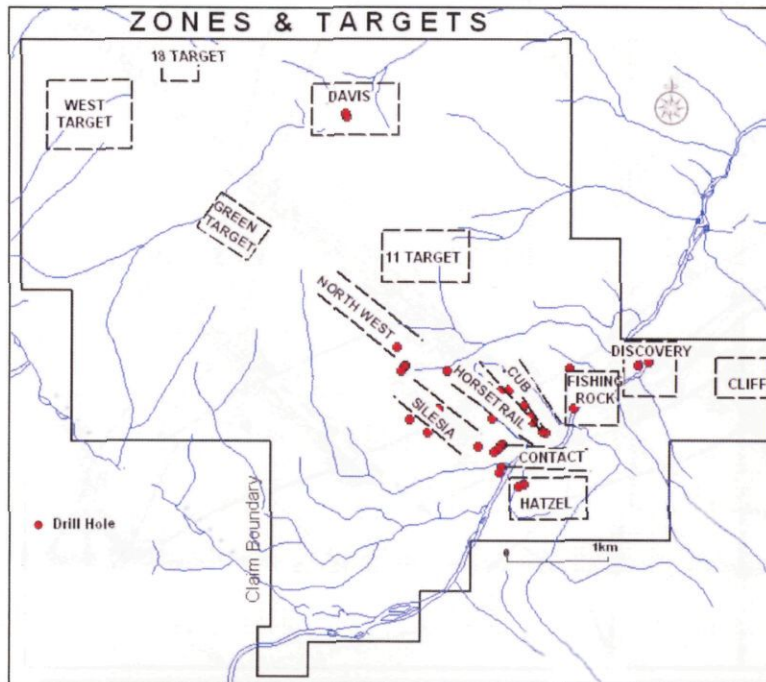 ZONES & TARGETS
18 TARGET
WEST
TARGET
DAVIS
GREEN
TARGET
11 TARGET
NORTH WEST
DISCOVERY
CUB
FISHING
ROCK
CLIFF
HORSETRAIL
SILESIA
CONTACT
HATZEL
Drill Hole
Claim Boundary
1km